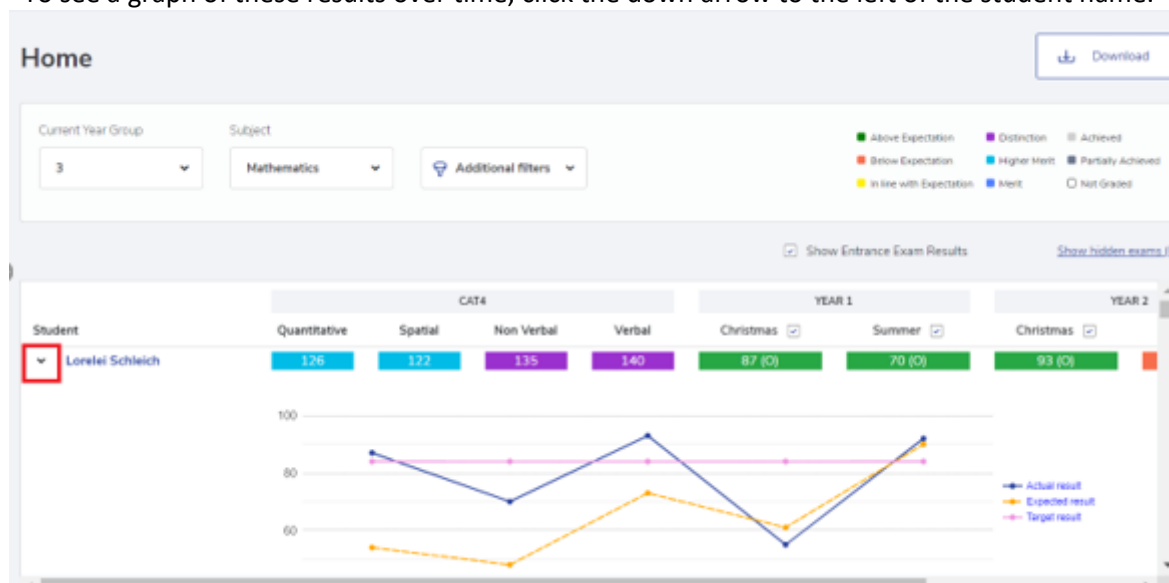 To see a graph of these results over time, click the down arrow to the left of the student name.
Home
Download
Current Year Group
Subject
3
Mathematics
Additional filters
Above Expectation
Distinction
Achieved
Below Expectation
Higher Merit
Partially Achieved
In line with Expectation
Merit
Not Graded
Show Entrance Exam Results
Show hidden exams (
CAT4
YEAR 1
YEAR 2
Student
Quantitative
Spatial
Non Verbal
Verbal
Christmas
Summer
Christmas
Lorelei Schleich
126
122
135
140
87 (O)
70 (O)
93 (O)
100
80
60
Actual result
Expected result
Target result